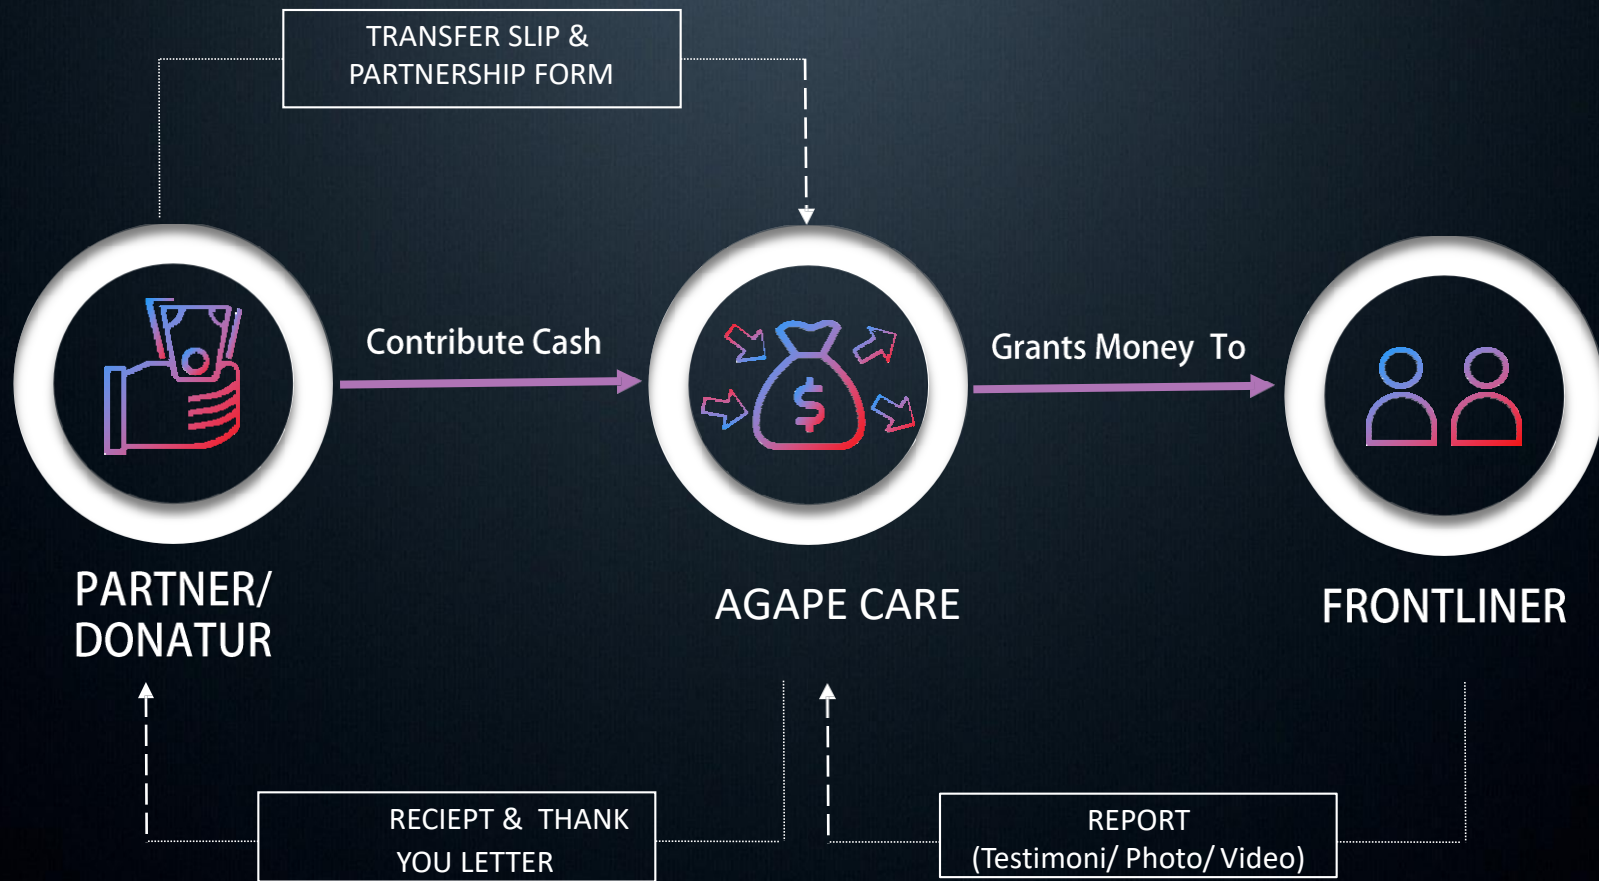 TRANSFER SLIP &
PARTNERSHIP FORM
Contribute Cash
Grants Money To
$
PARTNER/
DONATUR
AGAPE CARE
FRONTLINER
RECIEPT & THANK
YOU LETTER
REPORT
(Testimoni/ Photo/ Video)